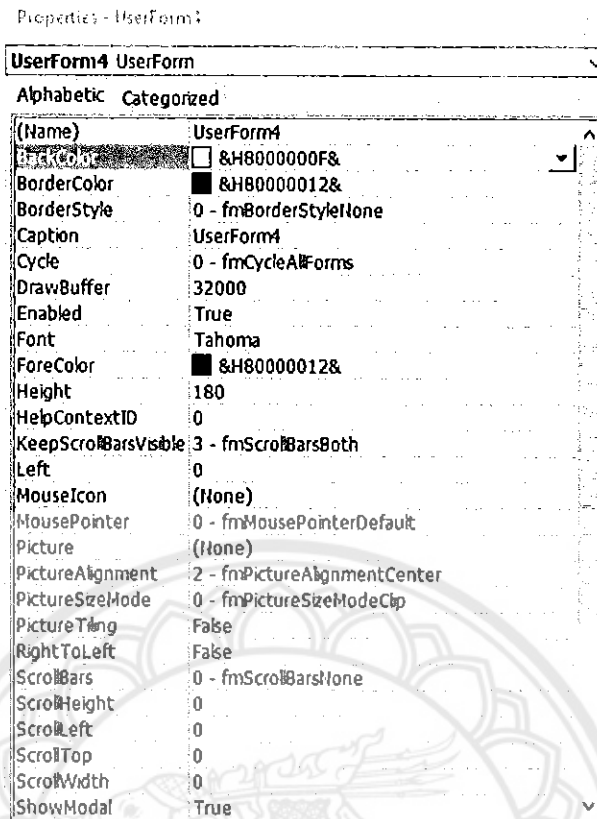 Properties - UserForm4
UserForm4 UserForm
Alphabetic Categorized
(Name) UserForm4
BackColor &H8000000F&
BorderColor &H80000012&
BorderStyle 0 - fmBorderStyleNone
Caption UserForm4
Cycle 0 - fmCycleAllForms
DrawBuffer 32000
Enabled True
Font Tahoma
ForeColor &H80000012&
Height 180
HelpContextID 0
KeepScrollBarsVisible 3 - fmScrollBarsBoth
Left 0
MouseIcon (None)
MousePointer 0 - fmMousePointerDefault
Picture (None)
PictureAlignment 2 - fmPictureAlignmentCenter
PictureSizeMode 0 - fmPictureSizeModeClip
PictureTiling False
RightToLeft False
ScrollBars 0 - fmScrollBarsNone
ScrollHeight 0
ScrollLeft 0
ScrollTop 0
ScrollWidth 0
ShowModal True